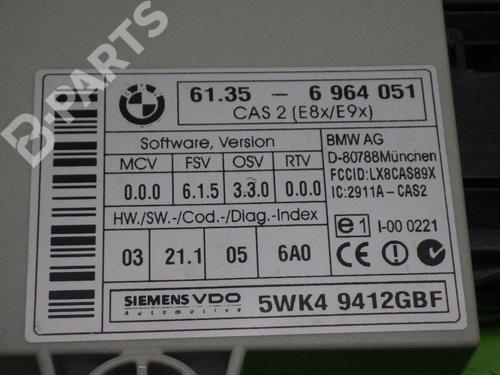 B-PARTS
61.35 - 6 964 051
CAS 2 (E8x/E9x)
Software, Version
MCV FSV OSV RTV
0.0.0 6.1.5 3.3.0 0.0.0
HW./SW.-/Cod.-/Diag.-Index
03 21.1 05 6A0
BMW AG
D-80788München
FCCID:LX8CAS89X
IC:2911A-CAS2
e1 I-00 0221
CE
SIEMENS VDO
Automotive
5WK4 9412GBF